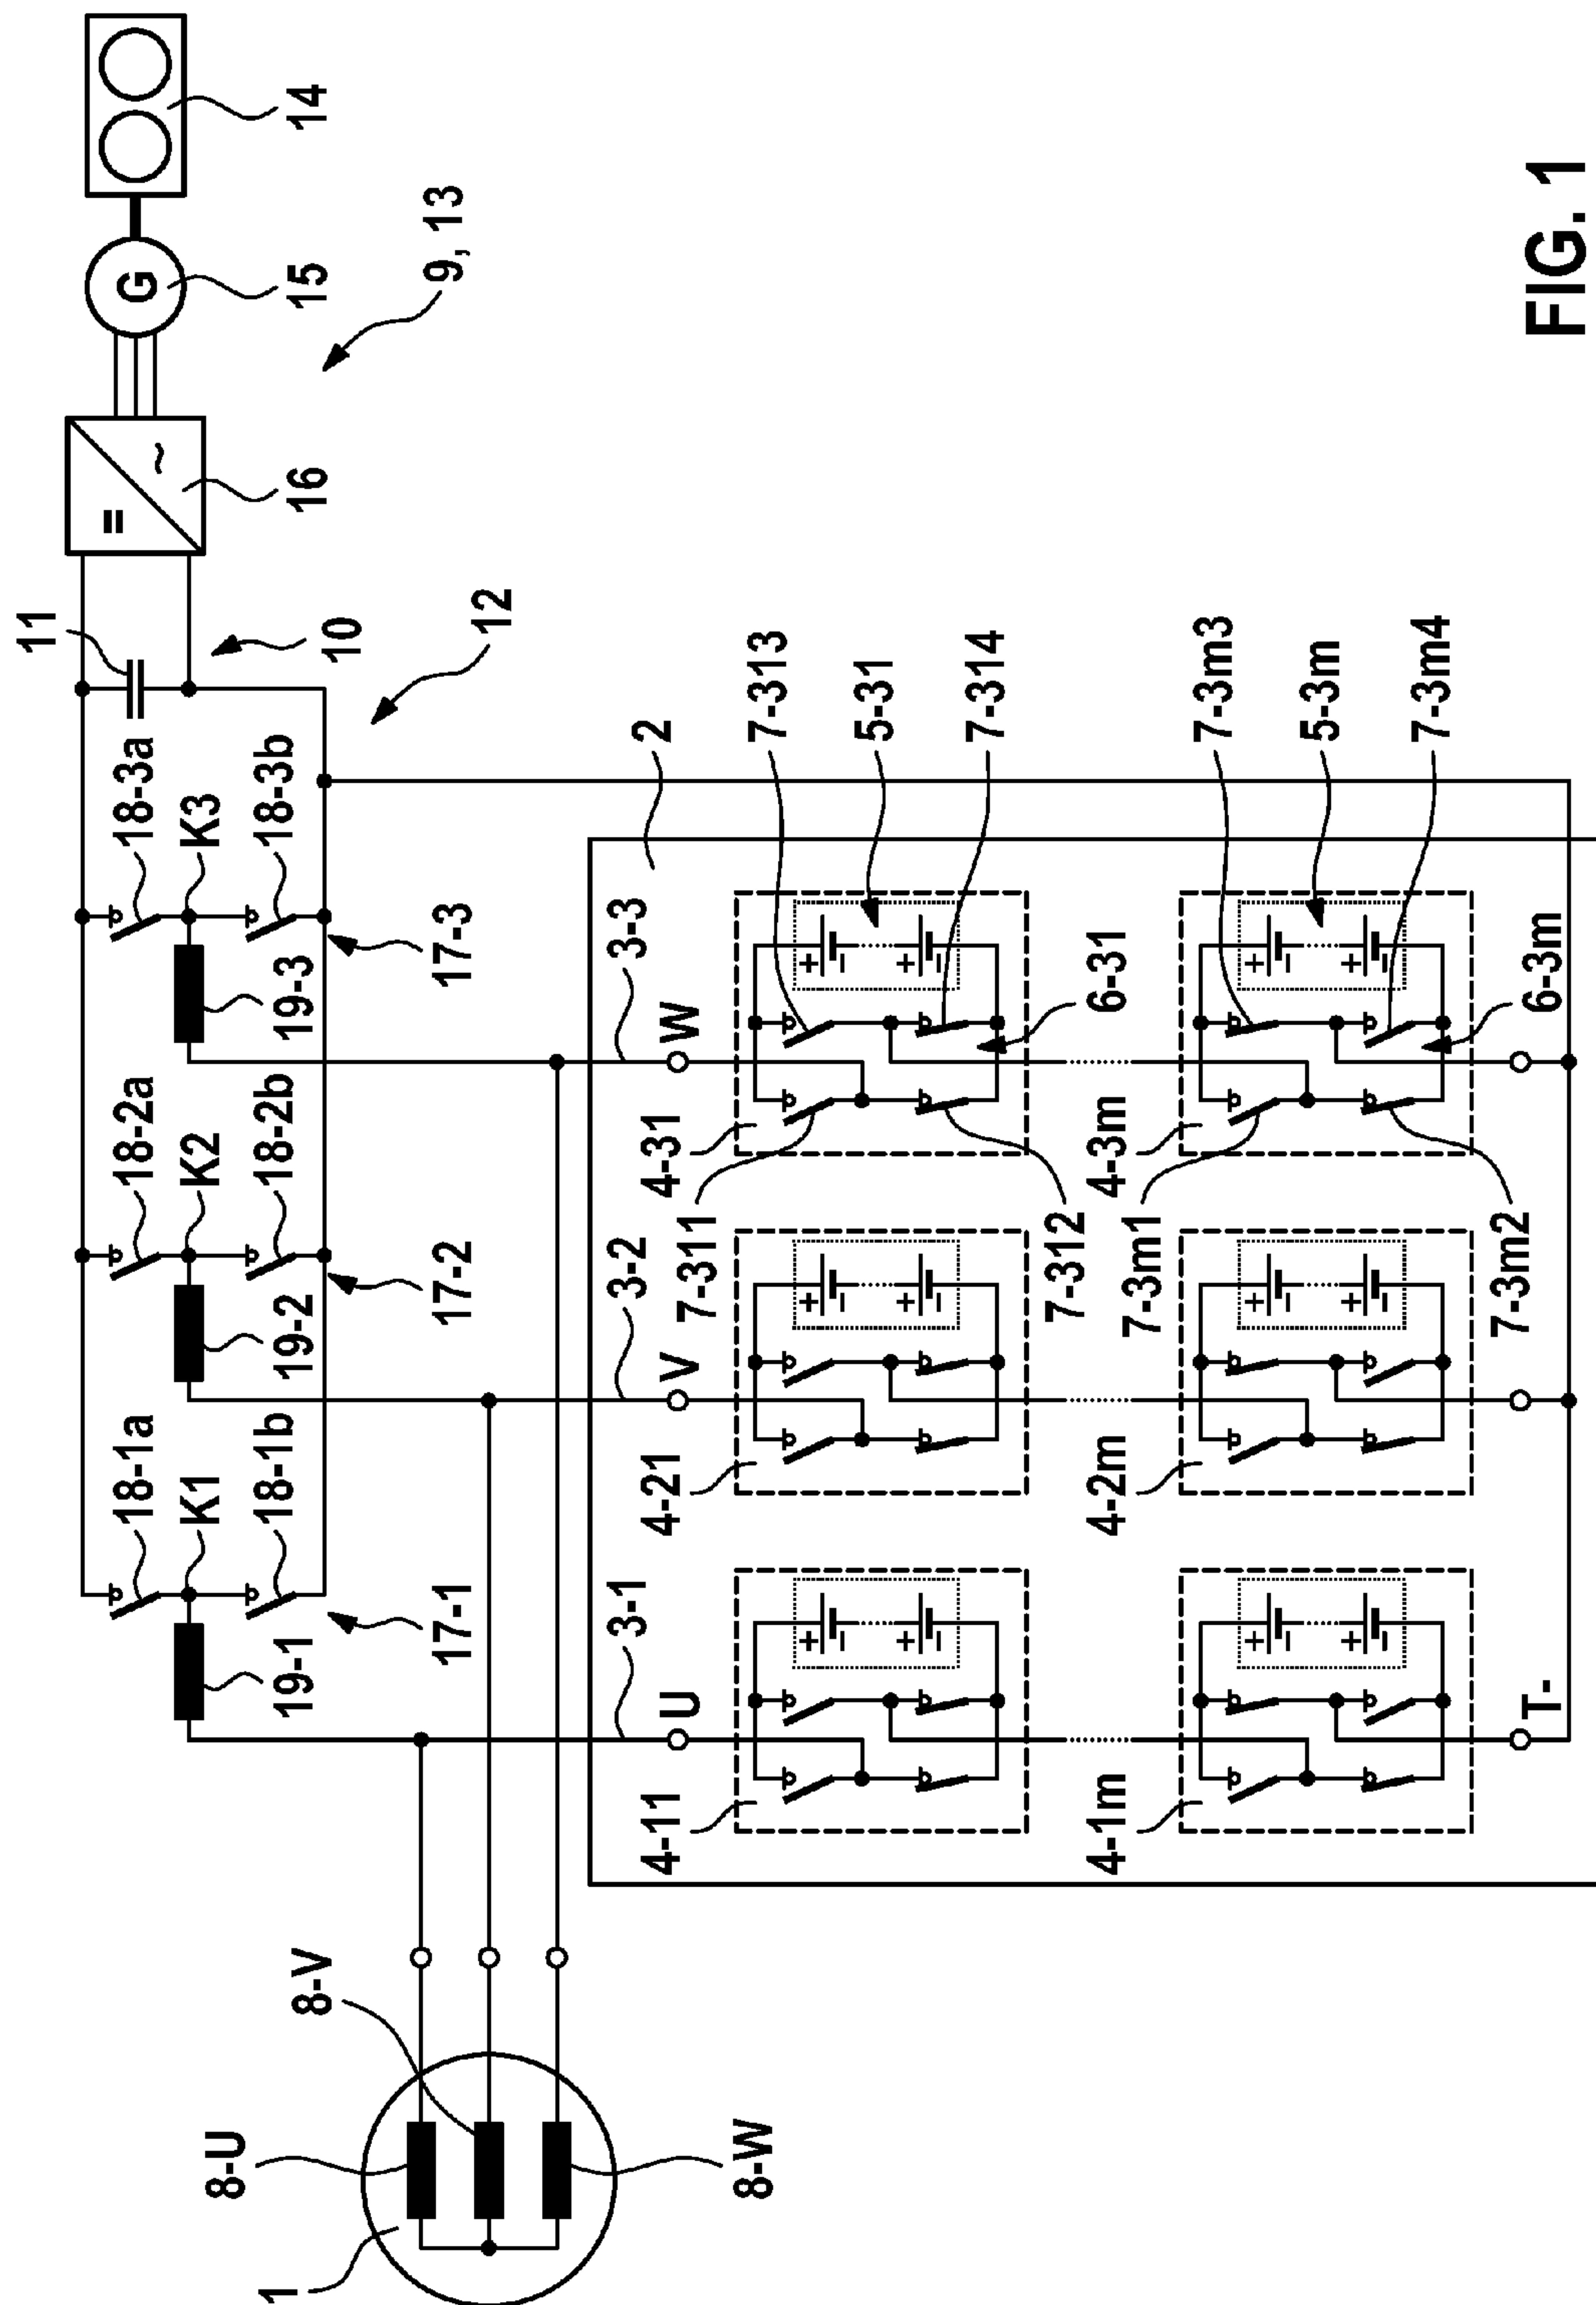 11
10
12
16
= ~
G
15
14
9, 13
18-1a
K1
18-1b
19-1
17-1
18-2a
K2
18-2b
19-2
17-2
18-3a
K3
18-3b
19-3
17-3
8-U
8-V
8-W
1
3-1
U
3-2
V
3-3
W
2
4-11
+ −
+ −
4-21
+ −
+ −
4-31
+ −
+ −
7-311
7-312
7-313
5-31
7-314
6-31
4-1m
+ −
+ −
4-2m
+ −
+ −
4-3m
+ −
+ −
7-3m1
7-3m2
7-3m3
5-3m
7-3m4
6-3m
T-
FIG. 1